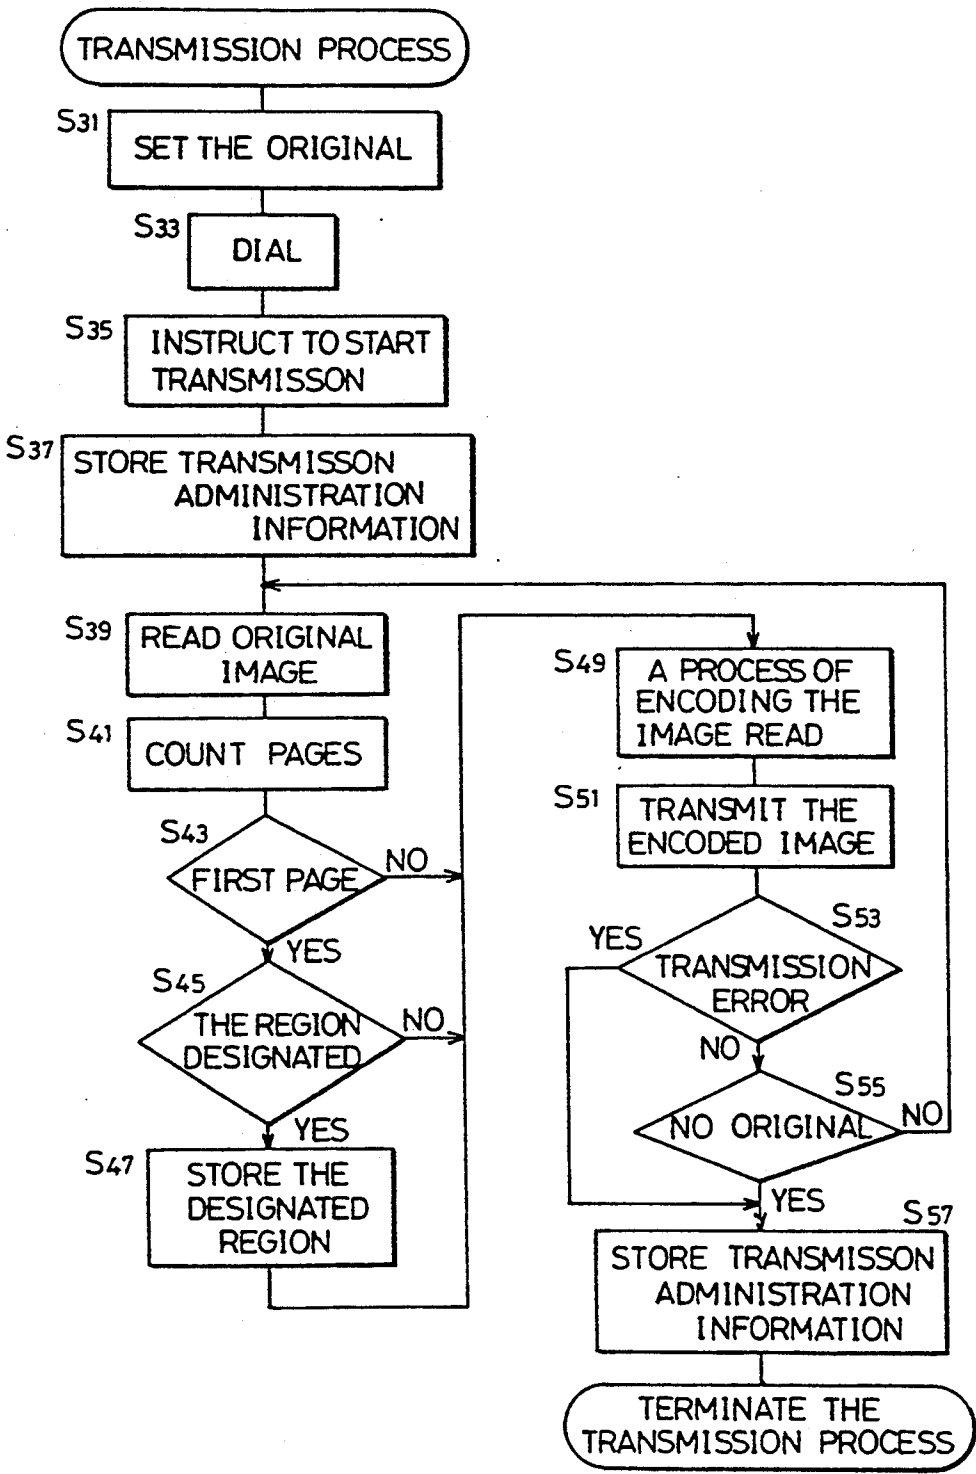 TRANSMISSION PROCESS
S31
SET THE ORIGINAL
S33
DIAL
S35
INSTRUCT TO START
TRANSMISSON
S37
STORE TRANSMISSON
ADMINISTRATION
INFORMATION
S39
READ ORIGINAL
IMAGE
S41
COUNT PAGES
S43
FIRST PAGE
NO
YES
S45
THE REGION
DESIGNATED
NO
YES
S47
STORE THE
DESIGNATED
REGION
S49
A PROCESS OF
ENCODING THE
IMAGE READ
S51
TRANSMIT THE
ENCODED IMAGE
S53
YES
TRANSMISSION
ERROR
NO
S55
NO ORIGINAL
NO
YES
S57
STORE TRANSMISSON
ADMINISTRATION
INFORMATION
TERMINATE THE
TRANSMISSION PROCESS